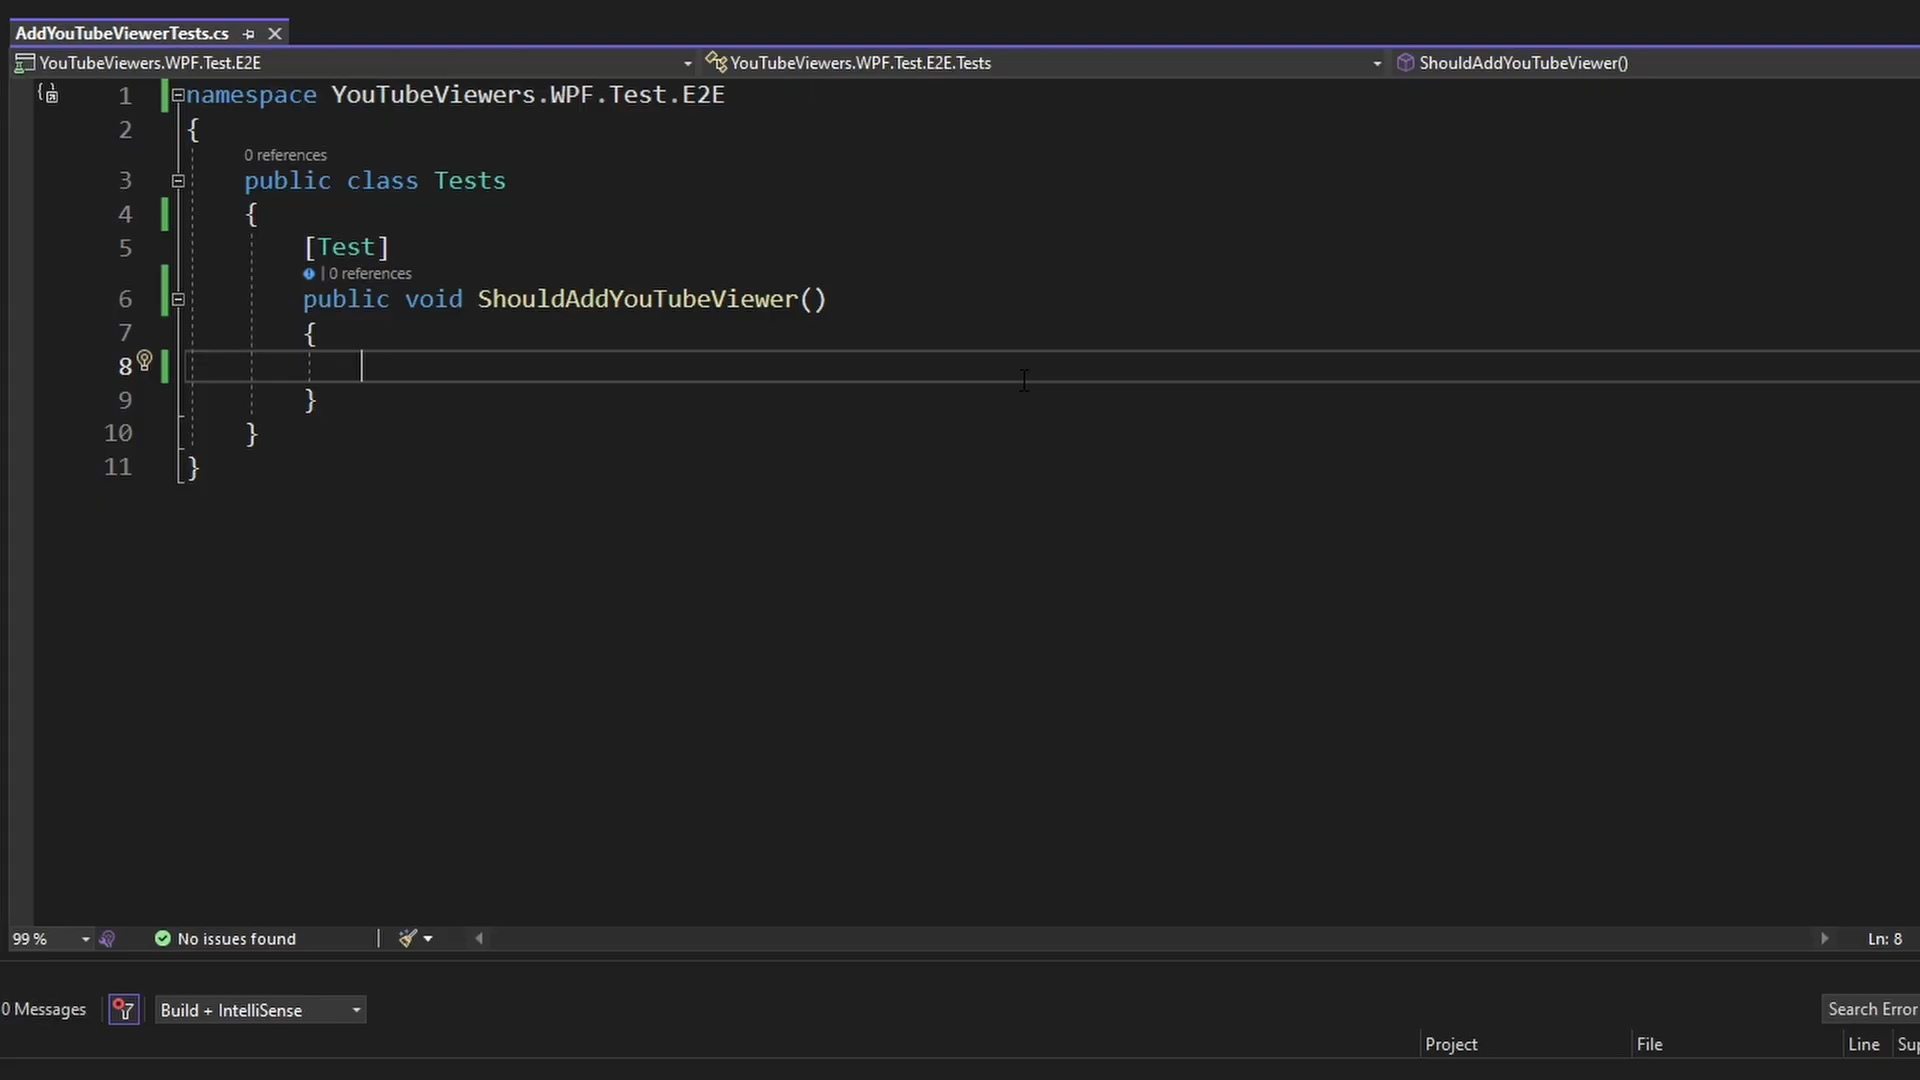 AddYouTubeViewerTests.cs
YouTubeViewers.WPF.Test.E2E YouTubeViewers.WPF.Test.E2E.Tests ShouldAddYouTubeViewer()
1 namespace YouTubeViewers.WPF.Test.E2E
2 {
0 references
3 public class Tests
4 {
5 [Test]
| 0 references
6 public void ShouldAddYouTubeViewer()
7 {
8
9 }
10 }
11 }
99 % No issues found Ln: 8
0 Messages Build + IntelliSense Search Error
Project File Line Sup